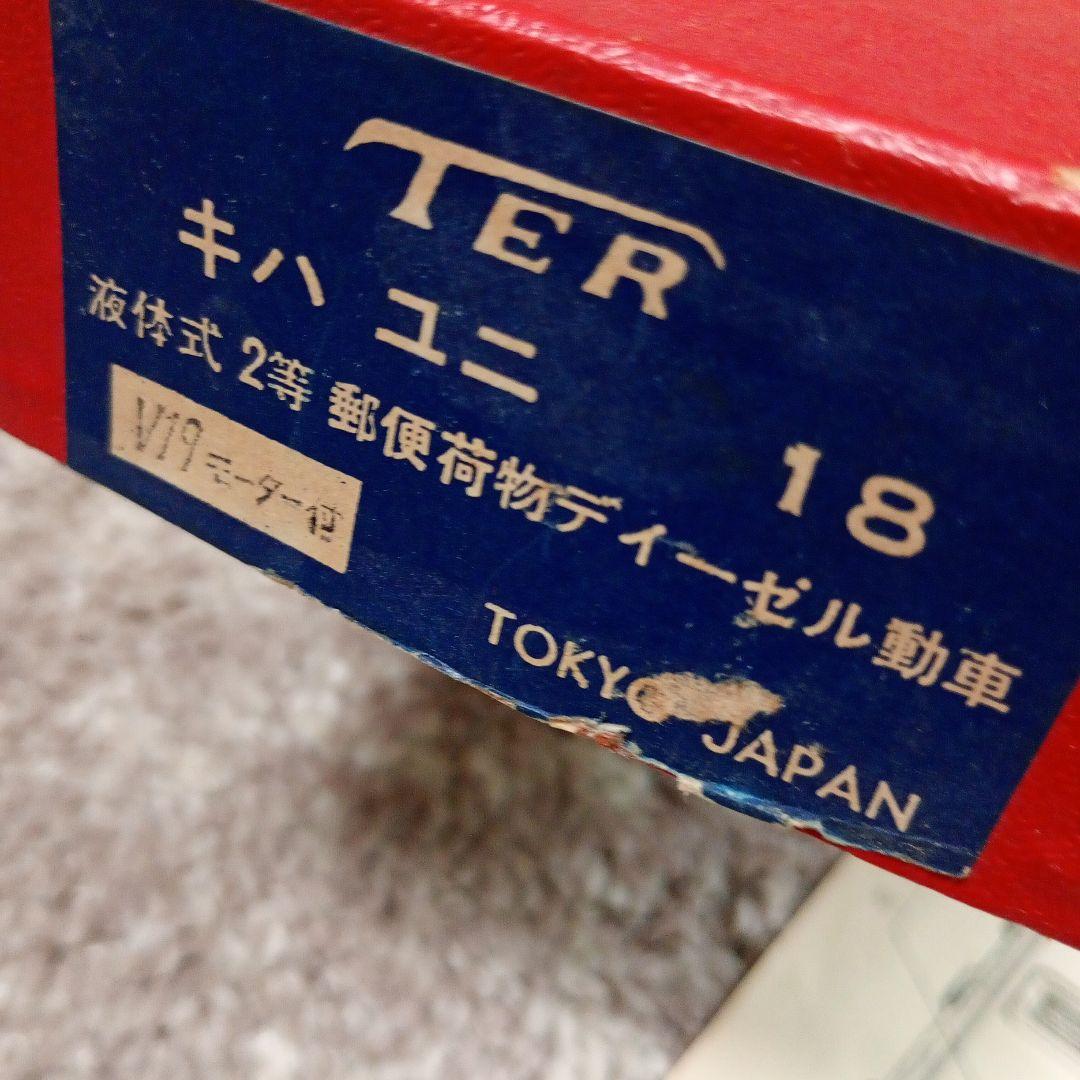 TER
キハ ユニ 18
液体式 2等 郵便荷物ディーゼル動車
V19 モーター付
TOKYO JAPAN